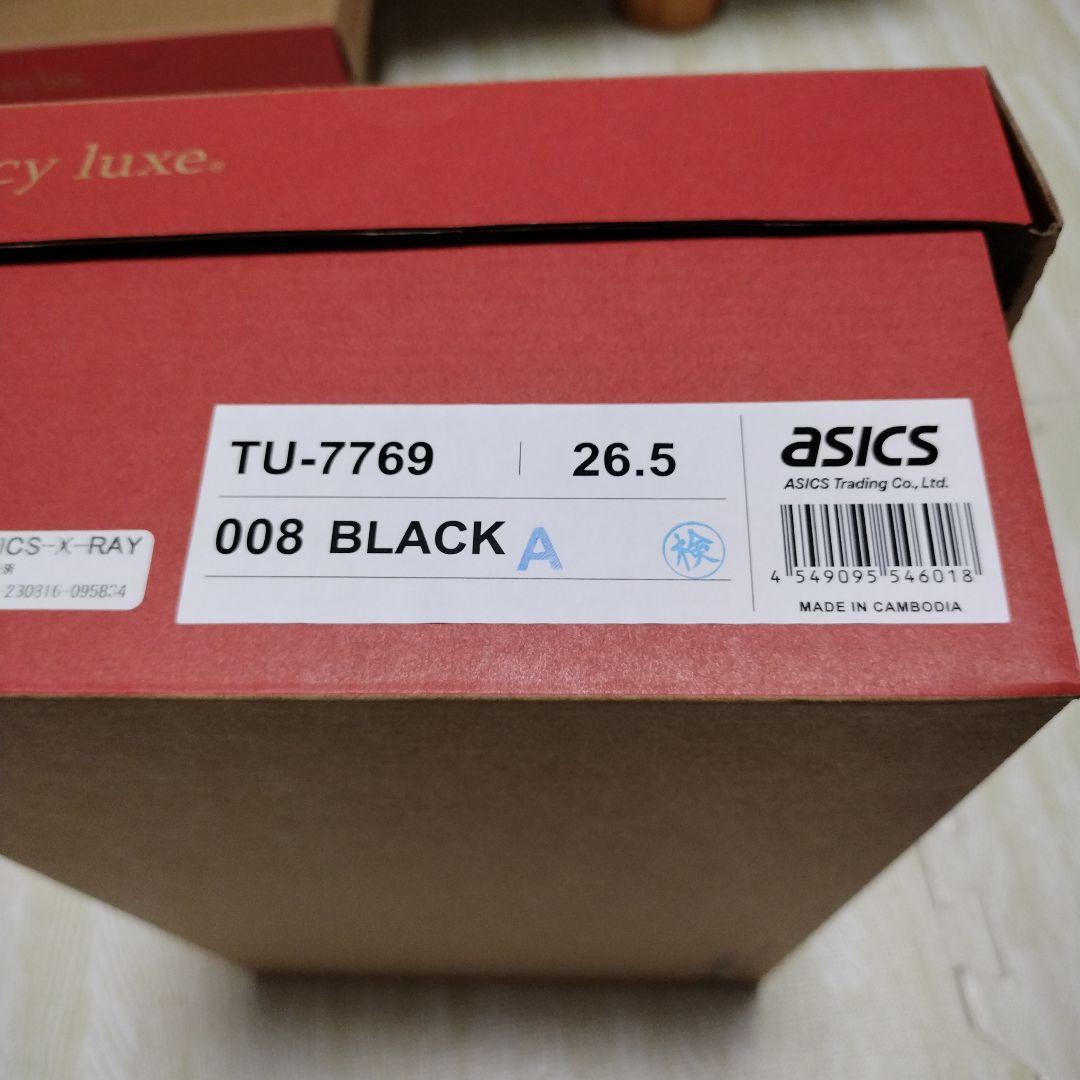 cy luxe®
TU-7769 26.5
008 BLACK A 検
asics
ASICS Trading Co., Ltd.
4 549095 546018
MADE IN CAMBODIA
ICS-X-RAY
-230816-095834